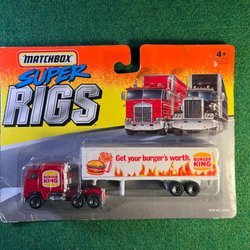 MATCHBOX
SUPER
RIGS
4+
Get your burger's worth.
BURGER
KING
BURGER
KING